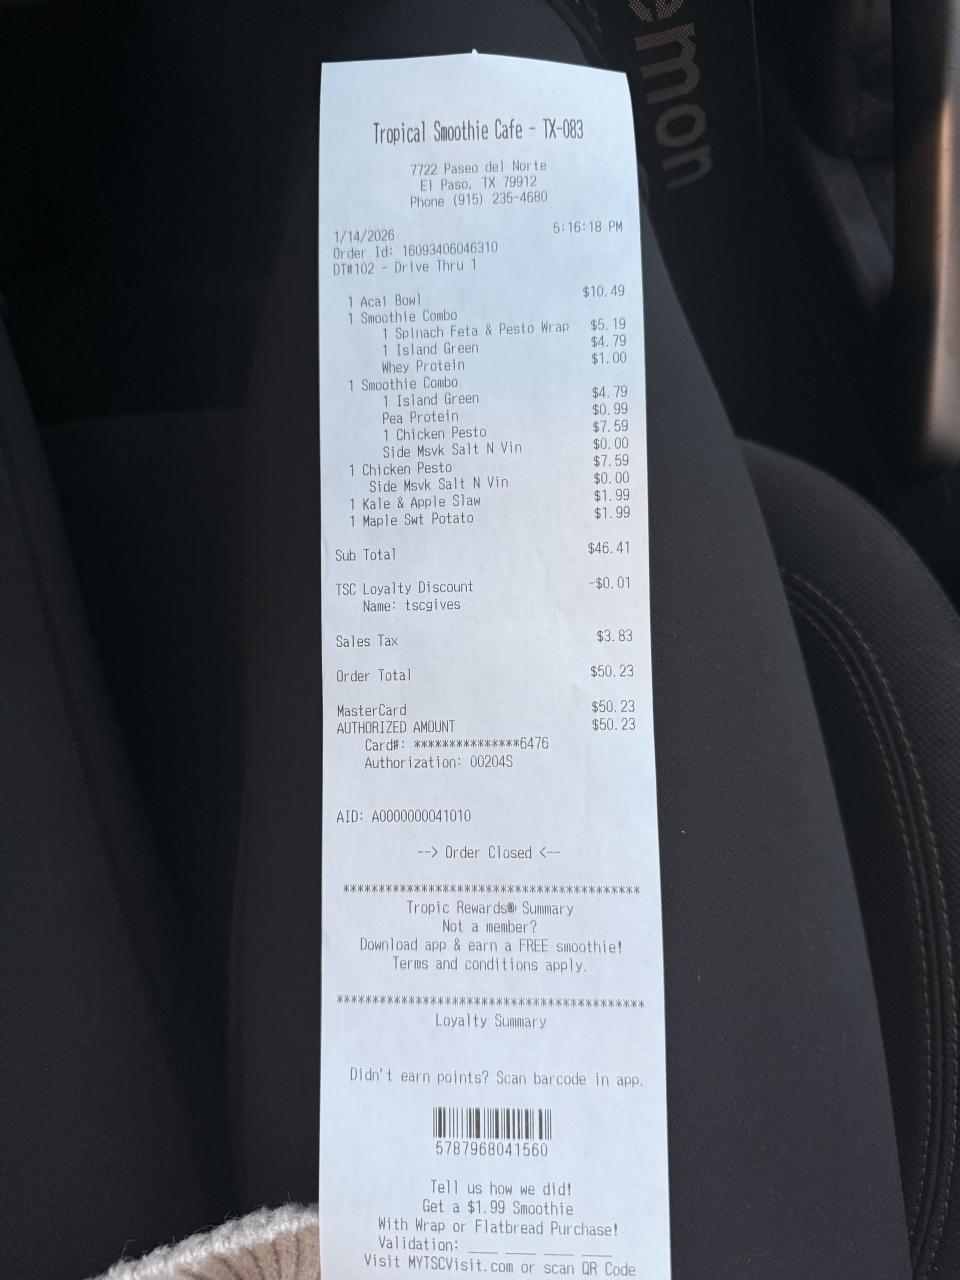 emon
Tropical Smoothie Cafe - TX-083
7722 Paseo del Norte
El Paso, TX 79912
Phone (915) 235-4680
1/14/2026 5:16:18 PM
Order Id: 16093406046310
DT#102 - Drive Thru 1
1 Acai Bowl $10.49
1 Smoothie Combo
1 Spinach Feta & Pesto Wrap $5.19
1 Island Green $4.79
Whey Protein $1.00
1 Smoothie Combo
1 Island Green $4.79
Pea Protein $0.99
1 Chicken Pesto $7.59
Side Msvk Salt N Vin $0.00
1 Chicken Pesto $7.59
Side Msvk Salt N Vin $0.00
1 Kale & Apple Slaw $1.99
1 Maple Swt Potato $1.99
Sub Total $46.41
TSC Loyalty Discount -$0.01
Name: tscgives
Sales Tax $3.83
Order Total $50.23
MasterCard $50.23
AUTHORIZED AMOUNT $50.23
Card#: ***************6476
Authorization: 00204S
AID: A0000000041010
--> Order Closed <--
******************************************
Tropic Rewards® Summary
Not a member?
Download app & earn a FREE smoothie!
Terms and conditions apply.
******************************************
Loyalty Summary
Didn't earn points? Scan barcode in app.
5787968041560
Tell us how we did!
Get a $1.99 Smoothie
With Wrap or Flatbread Purchase!
Validation: ___ ___ ___ ___
Visit MYTSCVisit.com or scan QR Code